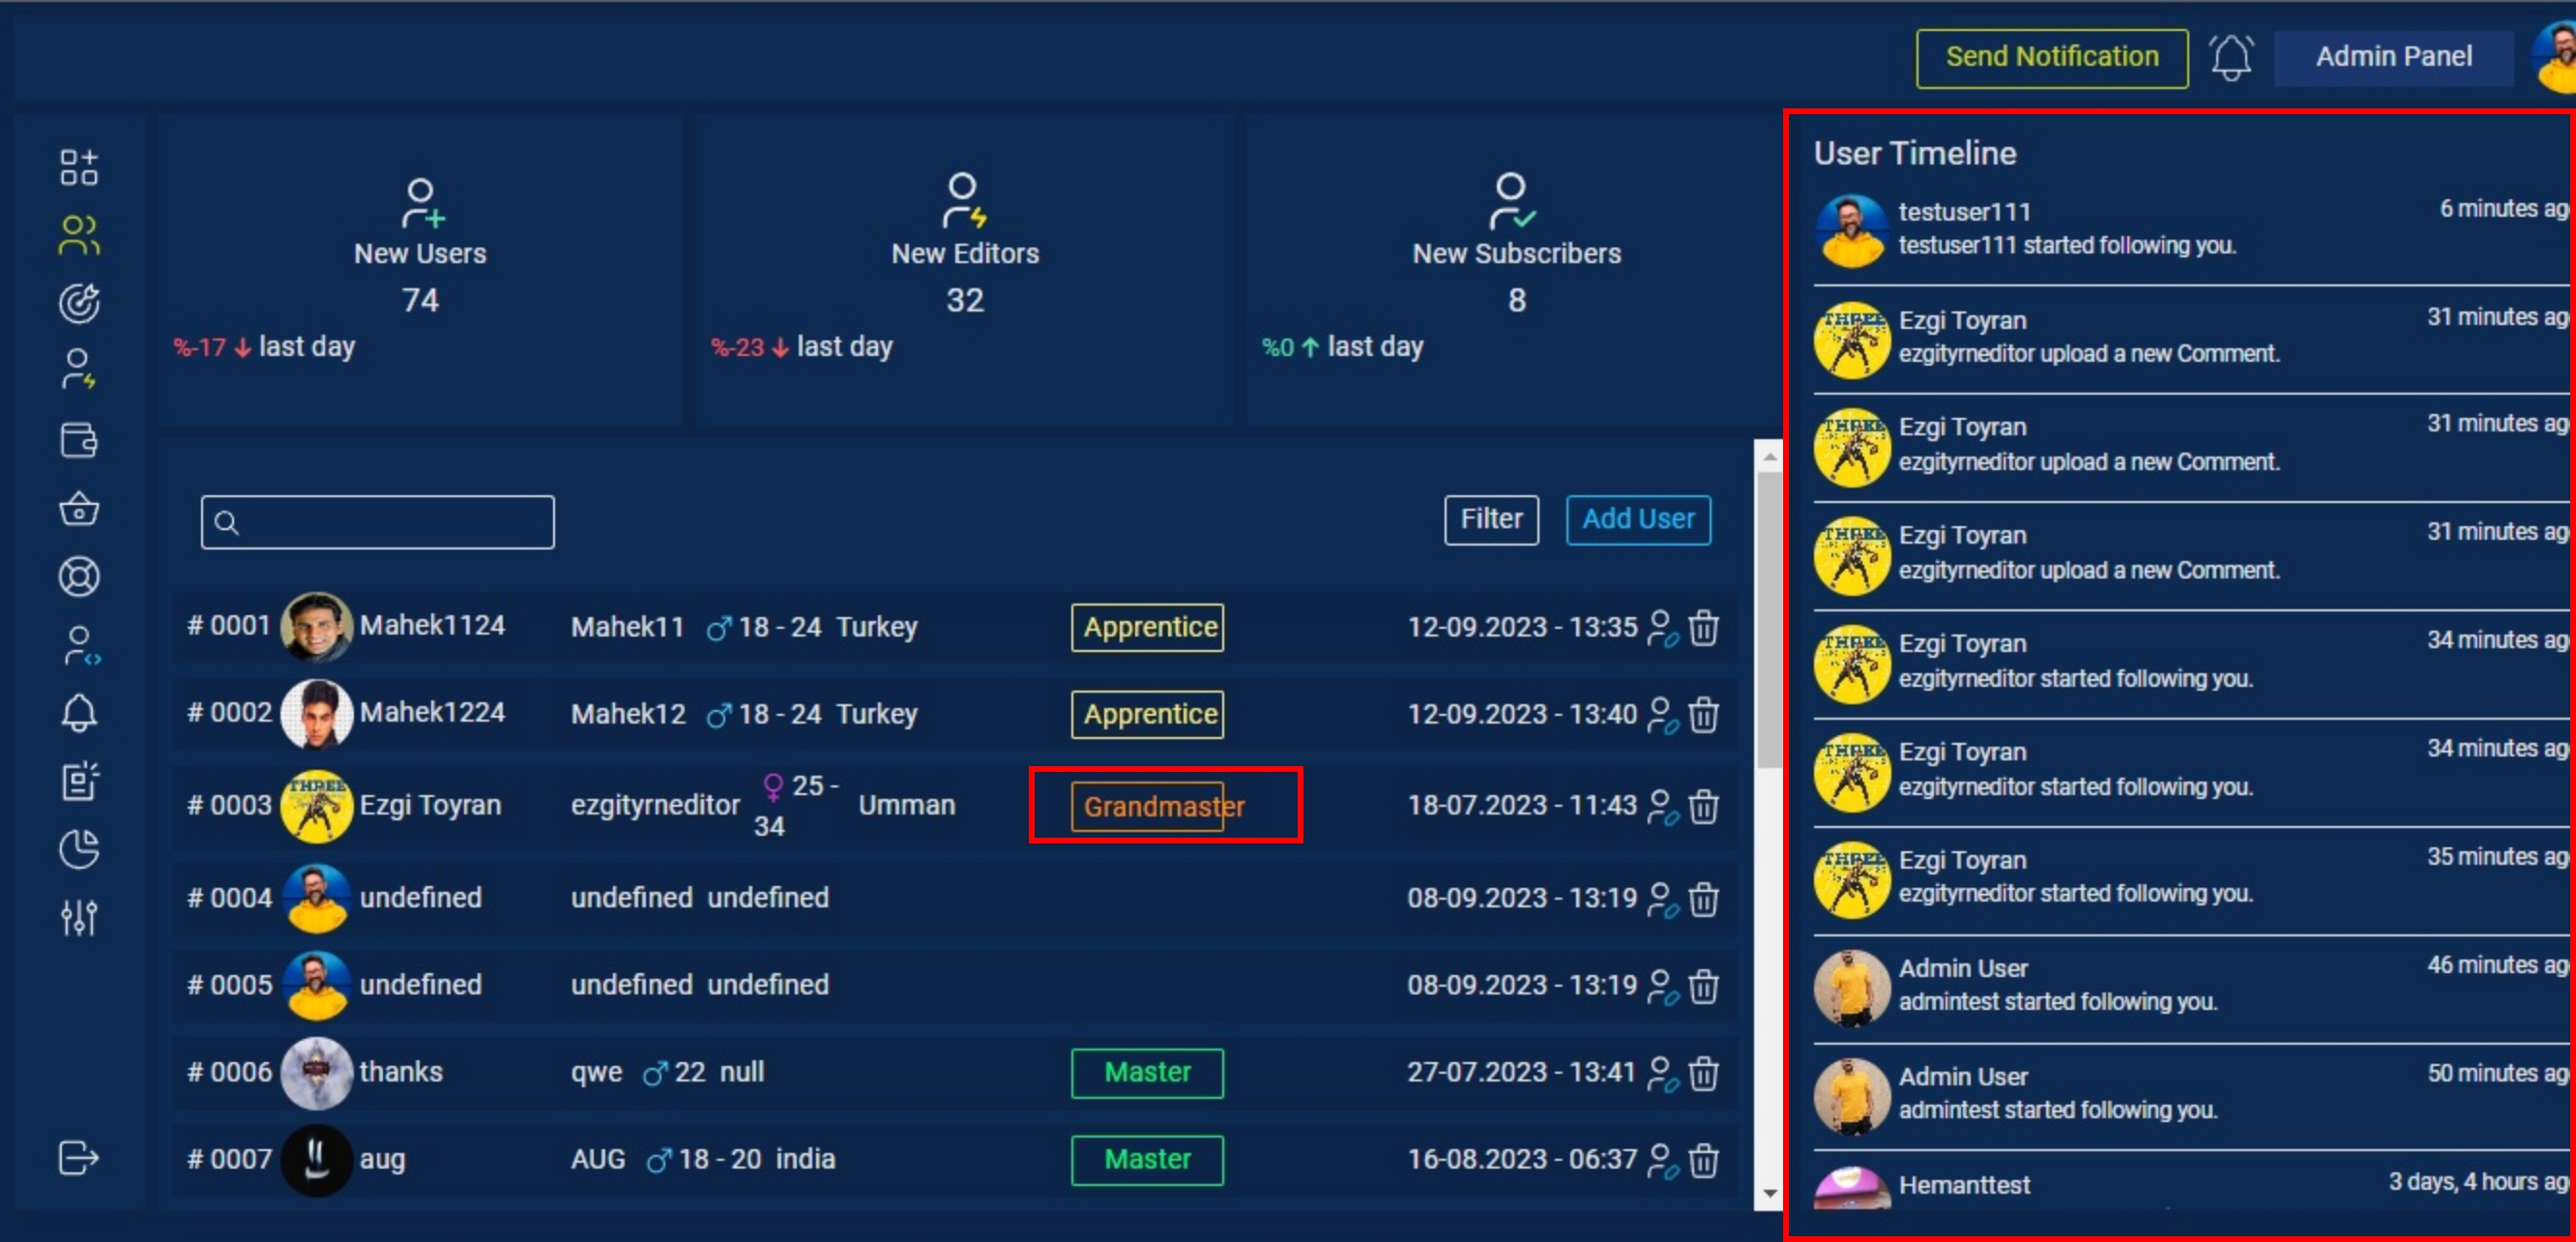 Send Notification
Admin Panel
New Users
74
%-17 ↓ last day
New Editors
32
%-23 ↓ last day
New Subscribers
8
%0 ↑ last day
Filter
Add User
# 0001 Mahek1124 Mahek11 ♂ 18 - 24 Turkey Apprentice 12-09.2023 - 13:35
# 0002 Mahek1224 Mahek12 ♂ 18 - 24 Turkey Apprentice 12-09.2023 - 13:40
# 0003 THREE Ezgi Toyran ezgityrneditor ♀ 25 - 34 Umman Grandmaster 18-07.2023 - 11:43
# 0004 undefined undefined undefined 08-09.2023 - 13:19
# 0005 undefined undefined undefined 08-09.2023 - 13:19
# 0006 thanks qwe ♂ 22 null Master 27-07.2023 - 13:41
# 0007 aug AUG ♂ 18 - 20 india Master 16-08.2023 - 06:37
User Timeline
testuser111 6 minutes ag
testuser111 started following you.
THREE
Ezgi Toyran 31 minutes ag
ezgityrneditor upload a new Comment.
THREE
Ezgi Toyran 31 minutes ag
ezgityrneditor upload a new Comment.
THREE
Ezgi Toyran 31 minutes ag
ezgityrneditor upload a new Comment.
THREE
Ezgi Toyran 34 minutes ag
ezgityrneditor started following you.
THREE
Ezgi Toyran 34 minutes ag
ezgityrneditor started following you.
THREE
Ezgi Toyran 35 minutes ag
ezgityrneditor started following you.
Admin User 46 minutes ag
admintest started following you.
Admin User 50 minutes ag
admintest started following you.
Hemanttest 3 days, 4 hours ag